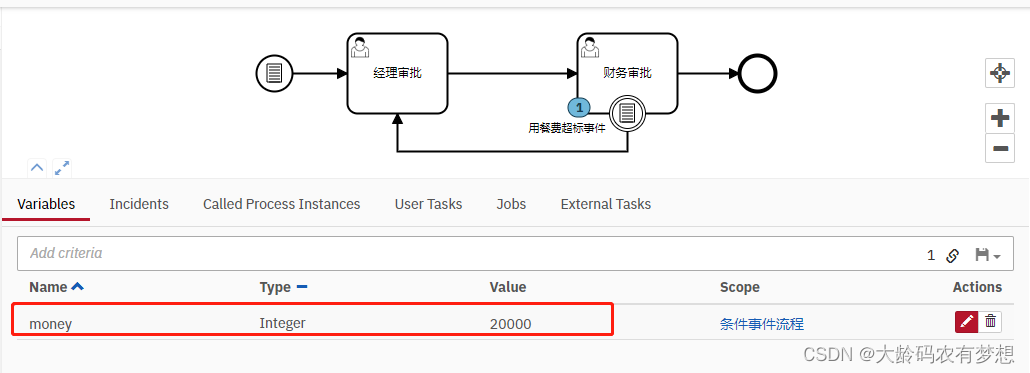 经理审批
财务审批
1
用餐费超标事件
Variables
Incidents
Called Process Instances
User Tasks
Jobs
External Tasks
Add criteria
1
Name
Type
Value
Scope
Actions
money
Integer
20000
条件事件流程
CSDN @大龄码农有梦想